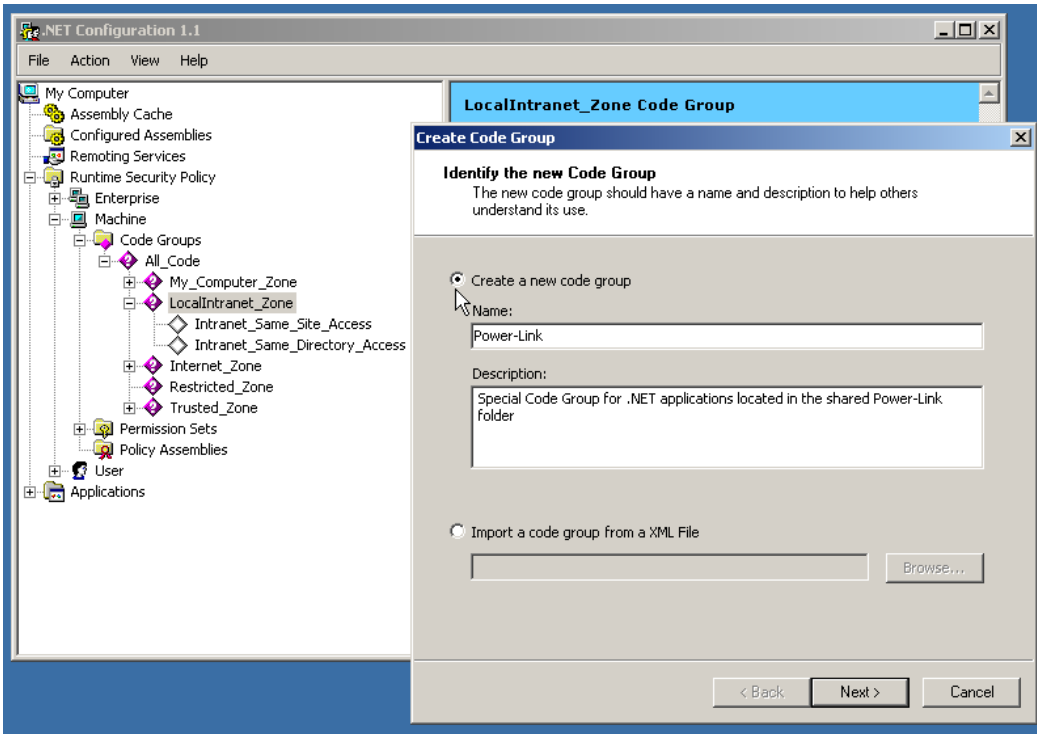 .NET Configuration 1.1
File Action View Help
My Computer
Assembly Cache
Configured Assemblies
Remoting Services
Runtime Security Policy
Enterprise
Machine
Code Groups
All_Code
My_Computer_Zone
LocalIntranet_Zone
Intranet_Same_Site_Access
Intranet_Same_Directory_Access
Internet_Zone
Restricted_Zone
Trusted_Zone
Permission Sets
Policy Assemblies
User
Applications
LocalIntranet_Zone Code Group
Create Code Group
Identify the new Code Group
The new code group should have a name and description to help others
understand its use.
Create a new code group
Name:
Power-Link
Description:
Special Code Group for .NET applications located in the shared Power-Link
folder
Import a code group from a XML File
Browse...
< Back Next > Cancel